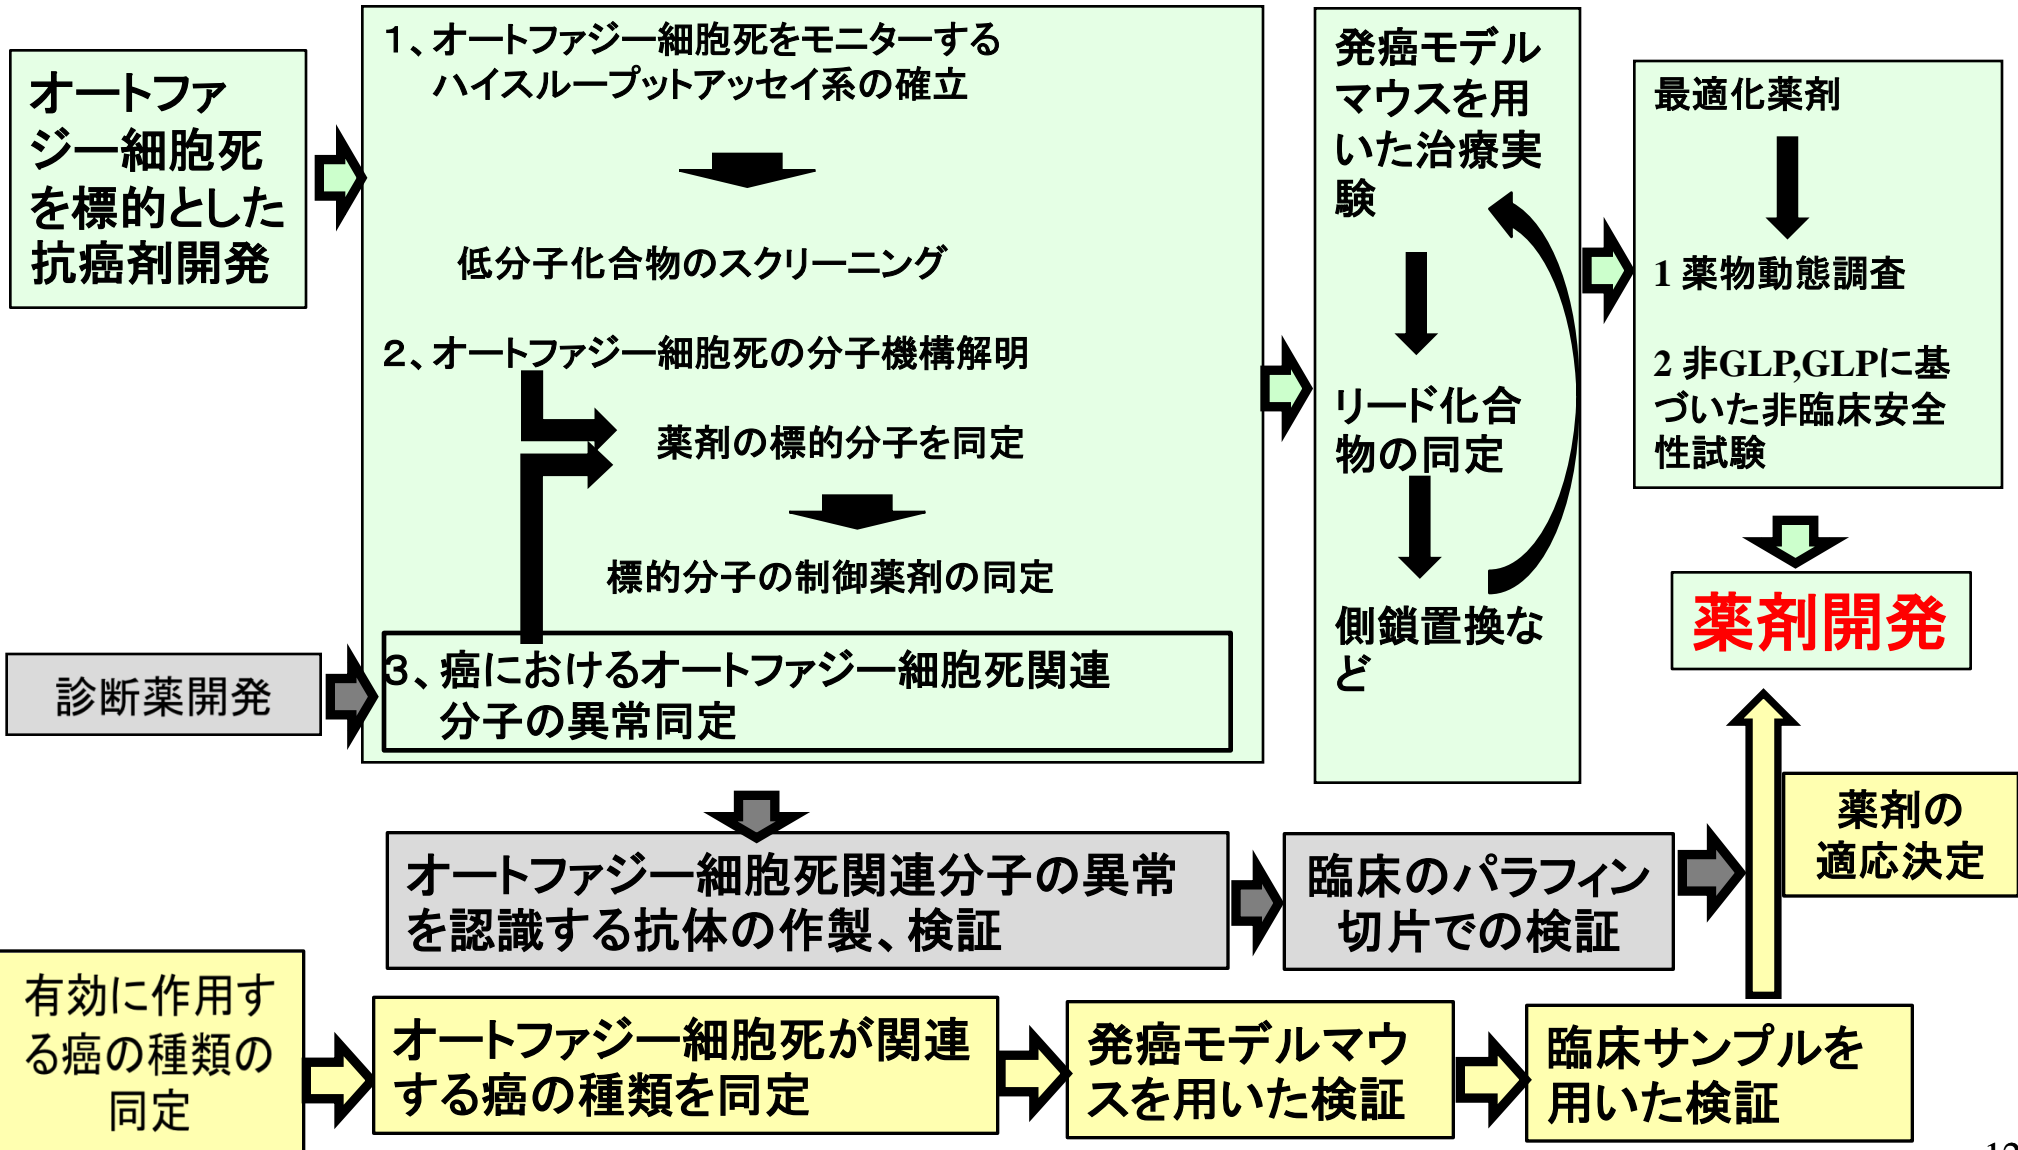 オートファ
ジー細胞死
を標的とした
抗癌剤開発
１、オートファジー細胞死をモニターする
ハイスループットアッセイ系の確立
低分子化合物のスクリーニング
２、オートファジー細胞死の分子機構解明
薬剤の標的分子を同定
標的分子の制御薬剤の同定
３、癌におけるオートファジー細胞死関連
分子の異常同定
発癌モデル
マウスを用
いた治療実
験
リード化合
物の同定
側鎖置換な
ど
最適化薬剤
1 薬物動態調査
2 非GLP,GLPに基
づいた非臨床安全
性試験
薬剤開発
診断薬開発
オートファジー細胞死関連分子の異常
を認識する抗体の作製、検証
臨床のパラフィン
切片での検証
薬剤の
適応決定
有効に作用す
る癌の種類の
同定
オートファジー細胞死が関連
する癌の種類を同定
発癌モデルマウ
スを用いた検証
臨床サンプルを
用いた検証